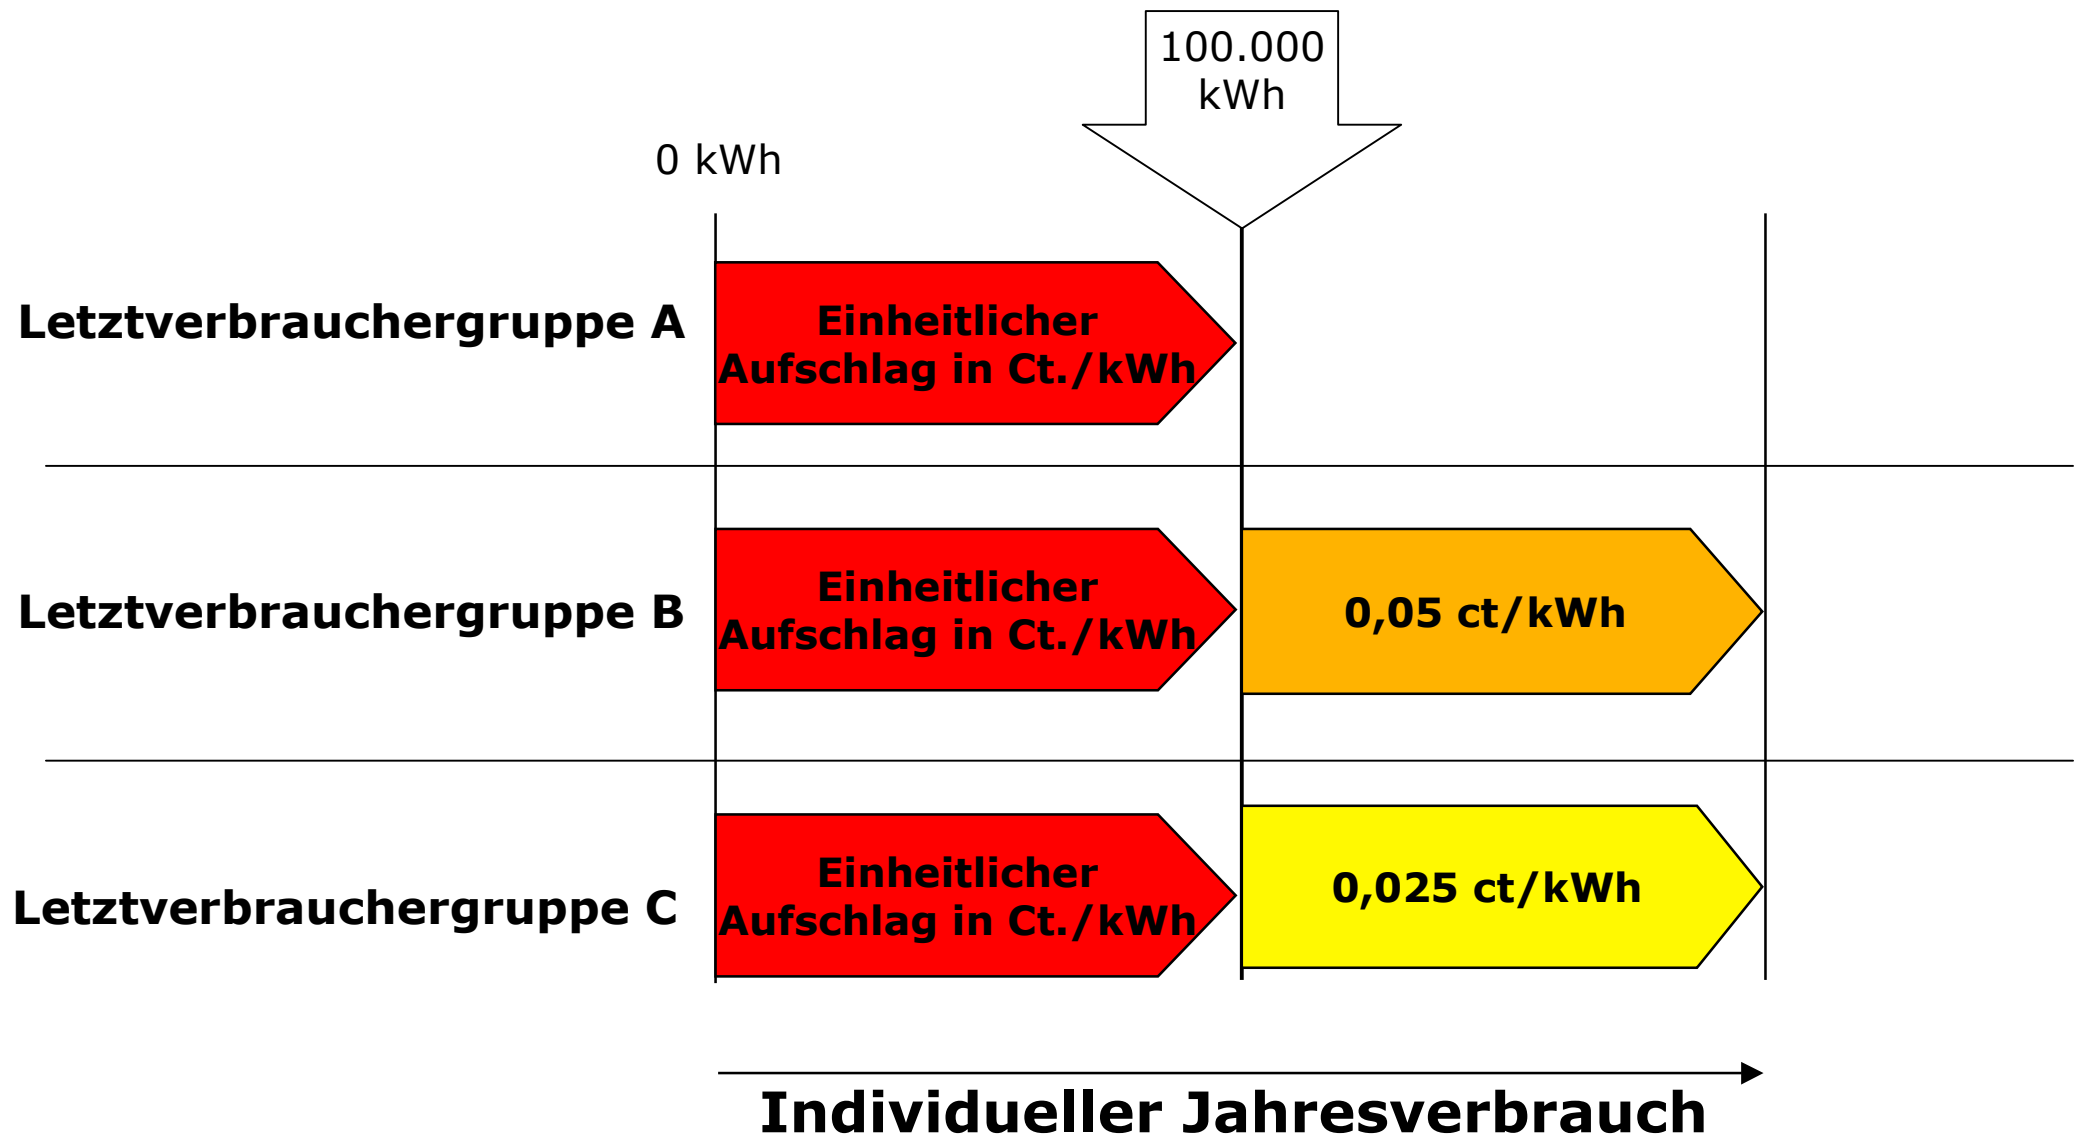 100.000
kWh
0 kWh
Letztverbrauchergruppe A
Einheitlicher
Aufschlag in Ct./kWh
Letztverbrauchergruppe B
Einheitlicher
Aufschlag in Ct./kWh
0,05 ct/kWh
Letztverbrauchergruppe C
Einheitlicher
Aufschlag in Ct./kWh
0,025 ct/kWh
Individueller Jahresverbrauch